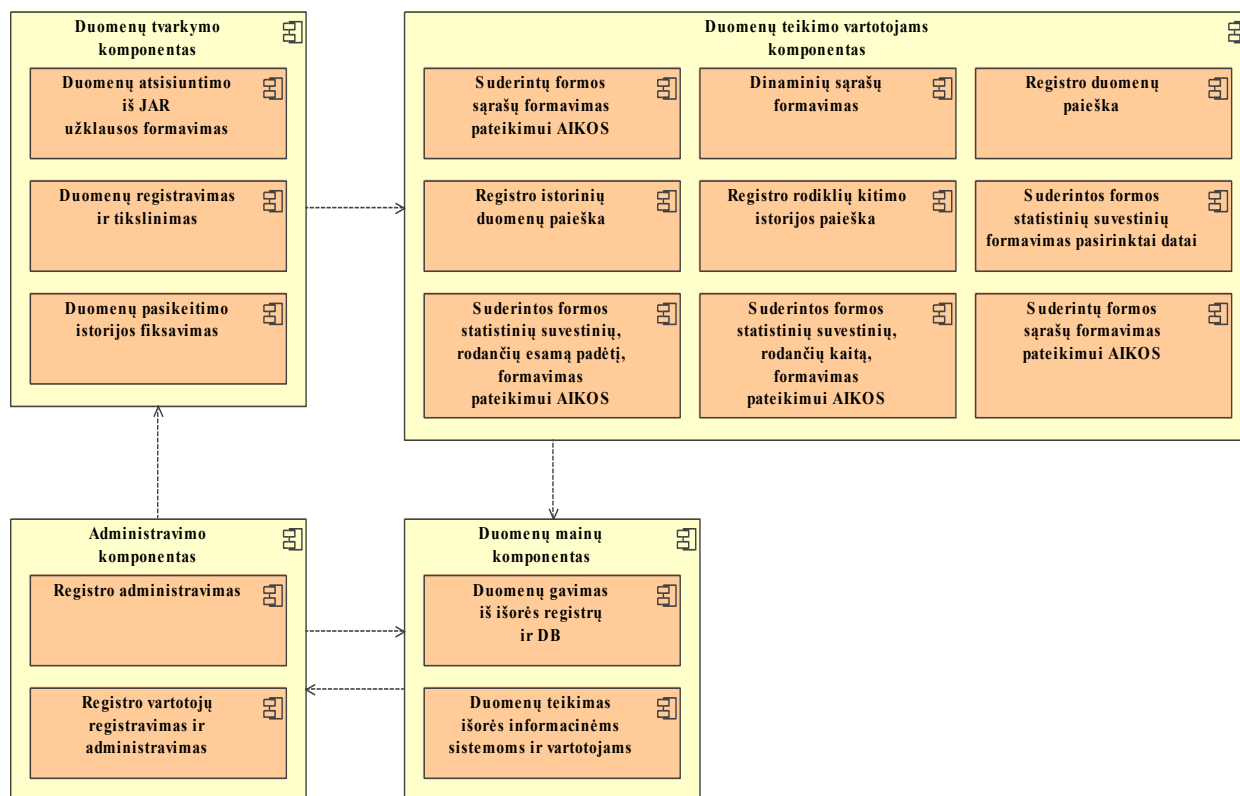 Duomenų tvarkymo
komponentas
Duomenų atsisiuntimo
iš JAR
užklausos formavimas
Duomenų registravimas
ir tikslinimas
Duomenų pasikeitimo
istorijos fiksavimas
Duomenų teikimo vartotojams
komponentas
Suderintų formos
sąrašų formavimas
pateikimui AIKOS
Dinaminių sąrašų
formavimas
Registro duomenų
paieška
Registro istorinių
duomenų paieška
Registro rodiklių kitimo
istorijos paieška
Suderintos formos
statistinių suvestinių
formavimas pasirinktai datai
Suderintos formos
statistinių suvestinių,
rodančių esamą padėtį,
formavimas
pateikimui AIKOS
Suderintos formos
statistinių suvestinių,
rodančių kaitą,
formavimas
pateikimui AIKOS
Suderintų formos
sąrašų formavimas
pateikimui AIKOS
Administravimo
komponentas
Registro administravimas
Registro vartotojų
registravimas ir
administravimas
Duomenų mainų
komponentas
Duomenų gavimas
iš išorės registrų
ir DB
Duomenų teikimas
išorės informacinėms
sistemoms ir vartotojams